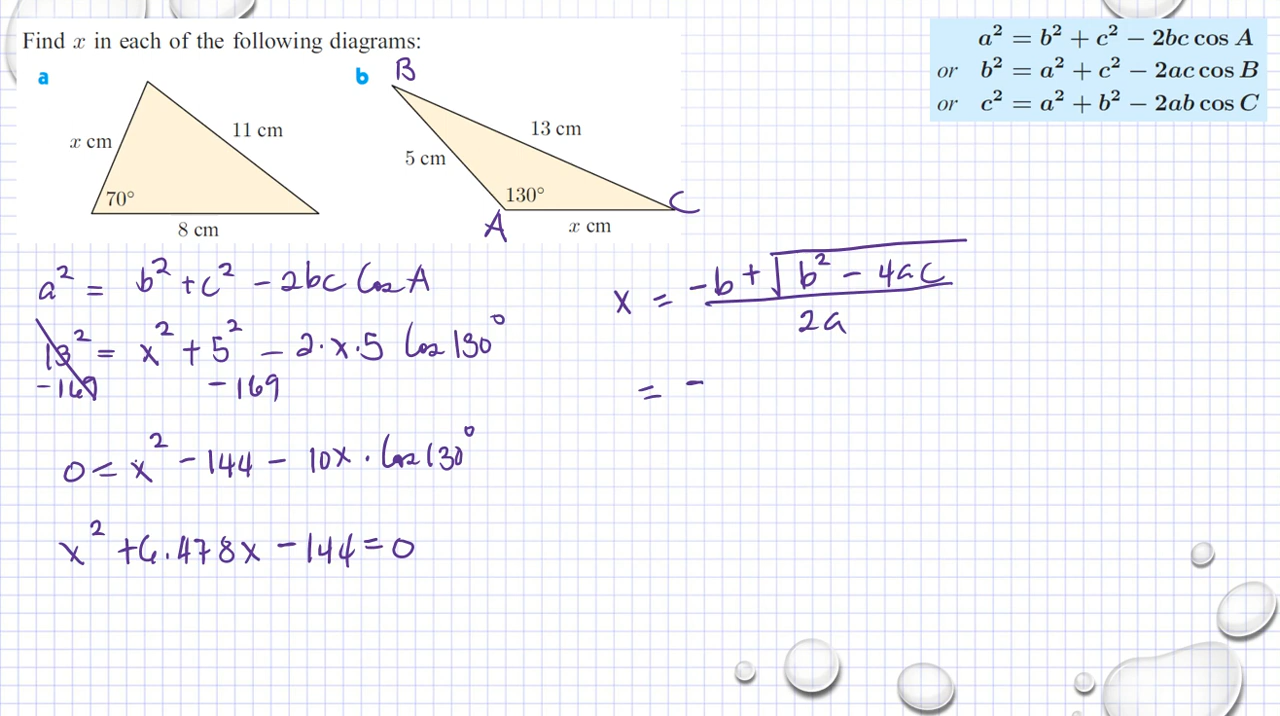 Find x in each of the following diagrams:
a² = b² + c² − 2bc cos A
or b² = a² + c² − 2ac cos B
or c² = a² + b² − 2ab cos C
a
x cm
11 cm
70°
8 cm
b
B
13 cm
5 cm
130°
A
C
x cm
a² = b² + c² - 2bc Cos A
13² = x² + 5² - 2·x·5 Cos 130°
-169 -169
0 = x² - 144 - 10x · Cos 130°
x² + 6.478x - 144 = 0
x = -b + √b² - 4ac
2a
= -